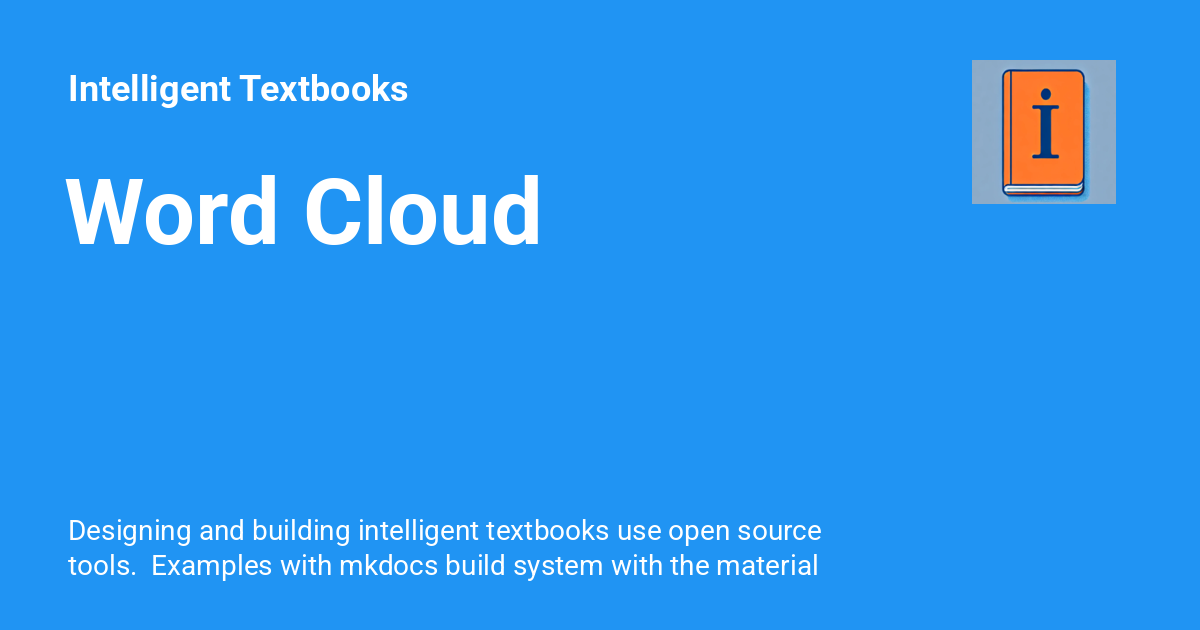 Intelligent Textbooks
i
Word Cloud
Designing and building intelligent textbooks use open source
tools.  Examples with mkdocs build system with the material